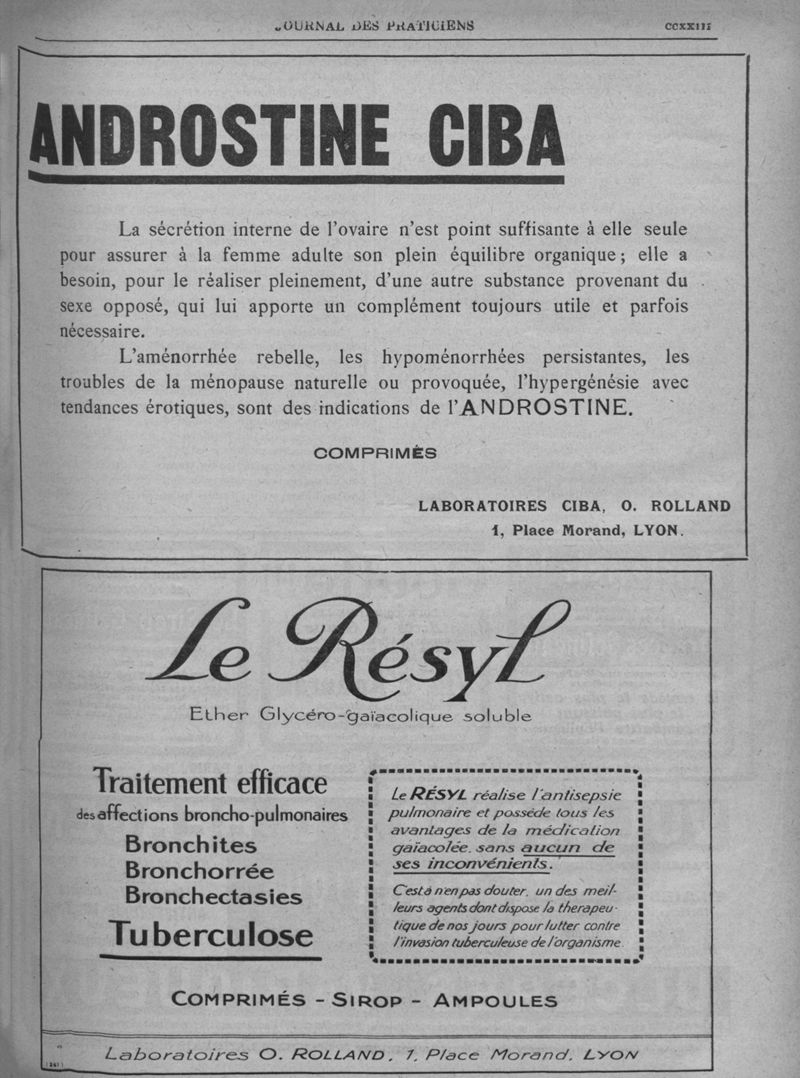 JOURNAL DES PRATICIENS CCXXIII
ANDROSTINE CIBA
La sécrétion interne de l'ovaire n'est point suffisante à elle seule
pour assurer à la femme adulte son plein équilibre organique; elle a
besoin, pour le réaliser pleinement, d'une autre substance provenant du
sexe opposé, qui lui apporte un complément toujours utile et parfois
nécessaire.
L'aménorrhée rebelle, les hypoménorrhées persistantes, les
troubles de la ménopause naturelle ou provoquée, l'hypergénésie avec
tendances érotiques, sont des indications de l'ANDROSTINE.
COMPRIMÉS
LABORATOIRES CIBA, O. ROLLAND
1, Place Morand, LYON.
Le Résyl
Ether Glycéro-gaïacolique soluble
Traitement efficace
des affections broncho-pulmonaires
Bronchites
Bronchorrée
Bronchectasies
Tuberculose
Le RÉSYL réalise l'antisepsie
pulmonaire et possède tous les
avantages de la médication
gaïacolée, sans aucun de
ses inconvénients.
C'est à n'en pas douter, un des meil-
leurs agents dont dispose la therapeu-
tique de nos jours pour lutter contre
l'invasion tuberculeuse de l'organisme.
COMPRIMÉS - SIROP - AMPOULES
Laboratoires O. ROLLAND, 1, Place Morand, LYON